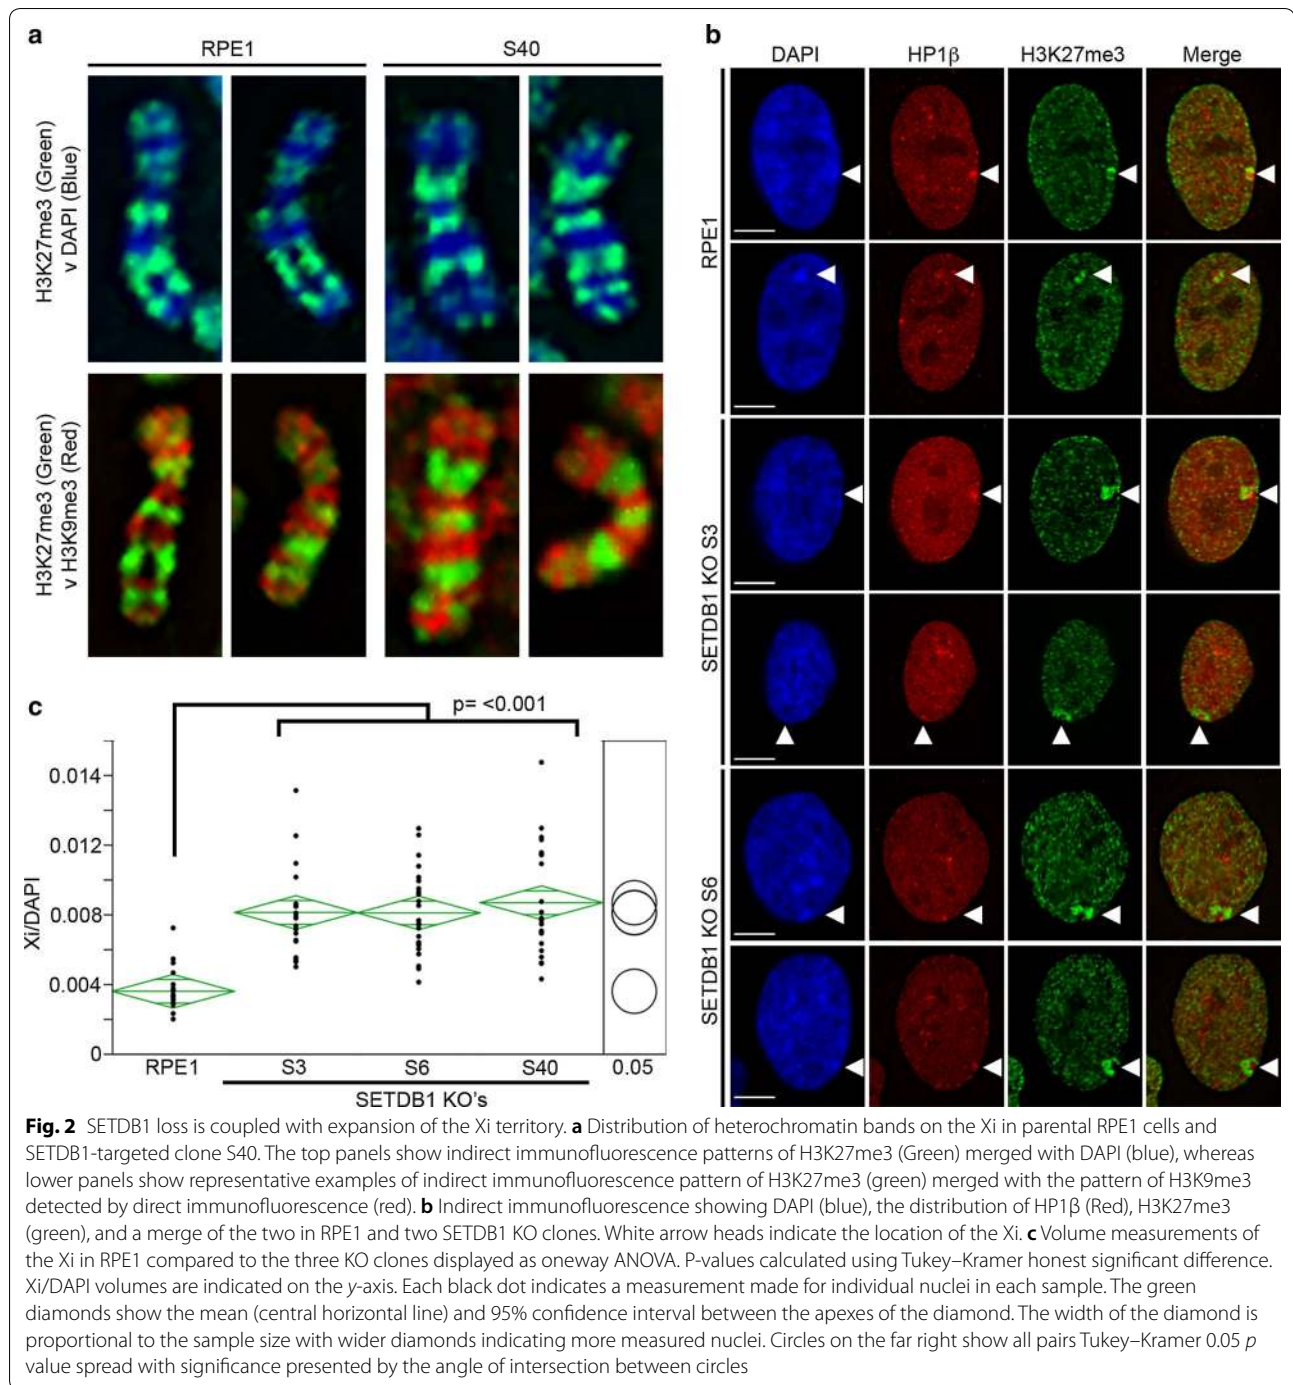 a
RPE1
S40
H3K27me3 (Green)
v DAPI (Blue)
H3K27me3 (Green)
v H3K9me3 (Red)
b
DAPI
HP1β
H3K27me3
Merge
RPE1
SETDB1 KO S3
SETDB1 KO S6
c
p= <0.001
Xi/DAPI
0.014
0.012
0.008
0.004
0
RPE1
S3
S6
S40
0.05
SETDB1 KO's
Fig. 2 SETDB1 loss is coupled with expansion of the Xi territory. a Distribution of heterochromatin bands on the Xi in parental RPE1 cells and
SETDB1-targeted clone S40. The top panels show indirect immunofluorescence patterns of H3K27me3 (Green) merged with DAPI (blue), whereas
lower panels show representative examples of indirect immunofluorescence pattern of H3K27me3 (green) merged with the pattern of H3K9me3
detected by direct immunofluorescence (red). b Indirect immunofluorescence showing DAPI (blue), the distribution of HP1β (Red), H3K27me3
(green), and a merge of the two in RPE1 and two SETDB1 KO clones. White arrow heads indicate the location of the Xi. c Volume measurements of
the Xi in RPE1 compared to the three KO clones displayed as oneway ANOVA. P-values calculated using Tukey–Kramer honest significant difference.
Xi/DAPI volumes are indicated on the y-axis. Each black dot indicates a measurement made for individual nuclei in each sample. The green
diamonds show the mean (central horizontal line) and 95% confidence interval between the apexes of the diamond. The width of the diamond is
proportional to the sample size with wider diamonds indicating more measured nuclei. Circles on the far right show all pairs Tukey–Kramer 0.05 p
value spread with significance presented by the angle of intersection between circles